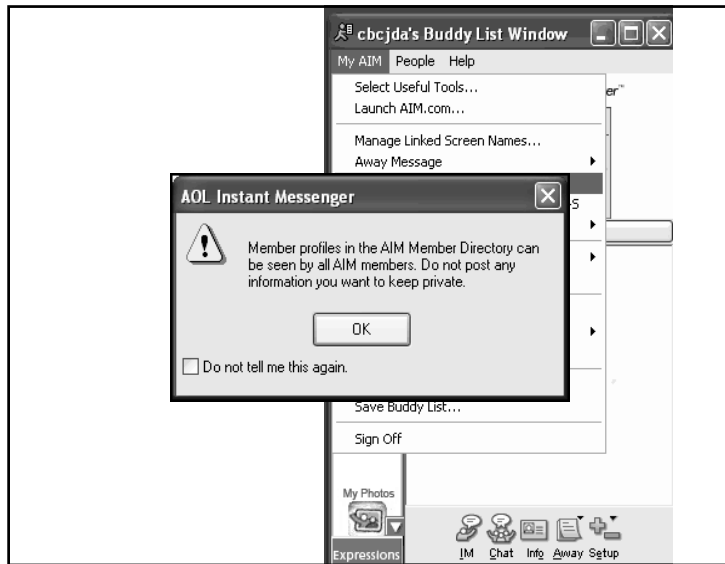 cbcjda's Buddy List Window
My AIM People Help
Select Useful Tools...
Launch AIM.com...
Manage Linked Screen Names...
Away Message
AOL Instant Messenger
Member profiles in the AIM Member Directory can
be seen by all AIM members. Do not post any
information you want to keep private.
OK
Do not tell me this again.
Save Buddy List...
Sign Off
My Photos
Expressions
IM Chat Info Away Setup